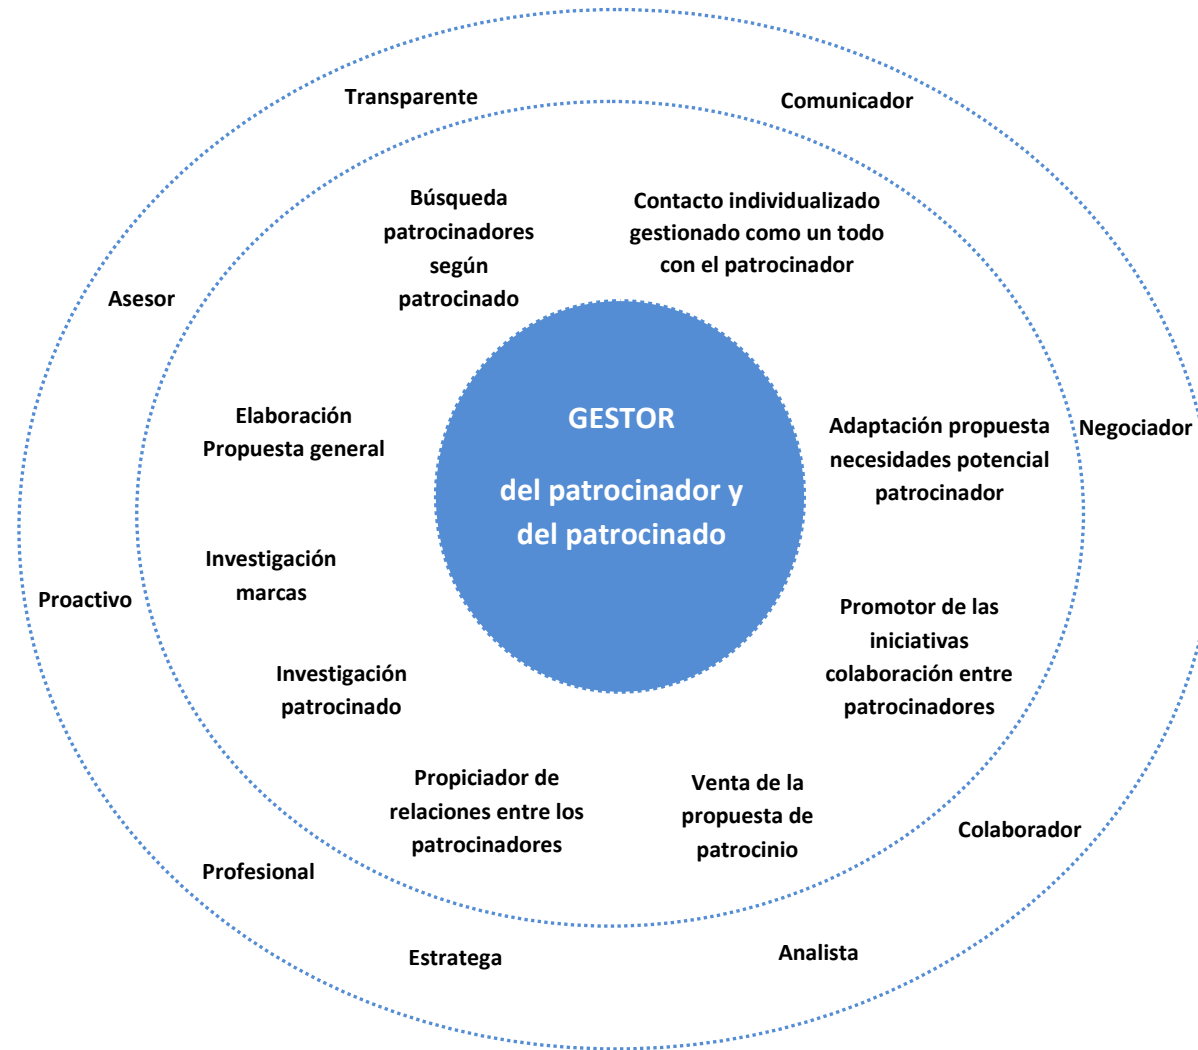 Transparente
Comunicador
Búsqueda
patrocinadores
según
patrocinado
Contacto individualizado
gestionado como un todo
con el patrocinador
Asesor
Elaboración
Propuesta general
GESTOR
del patrocinador y
del patrocinado
Adaptación propuesta
necesidades potencial
patrocinador
Negociador
Investigación
marcas
Proactivo
Promotor de las
iniciativas
colaboración entre
patrocinadores
Investigación
patrocinado
Propiciador de
relaciones entre los
patrocinadores
Venta de la
propuesta de
patrocinio
Colaborador
Profesional
Estratega
Analista